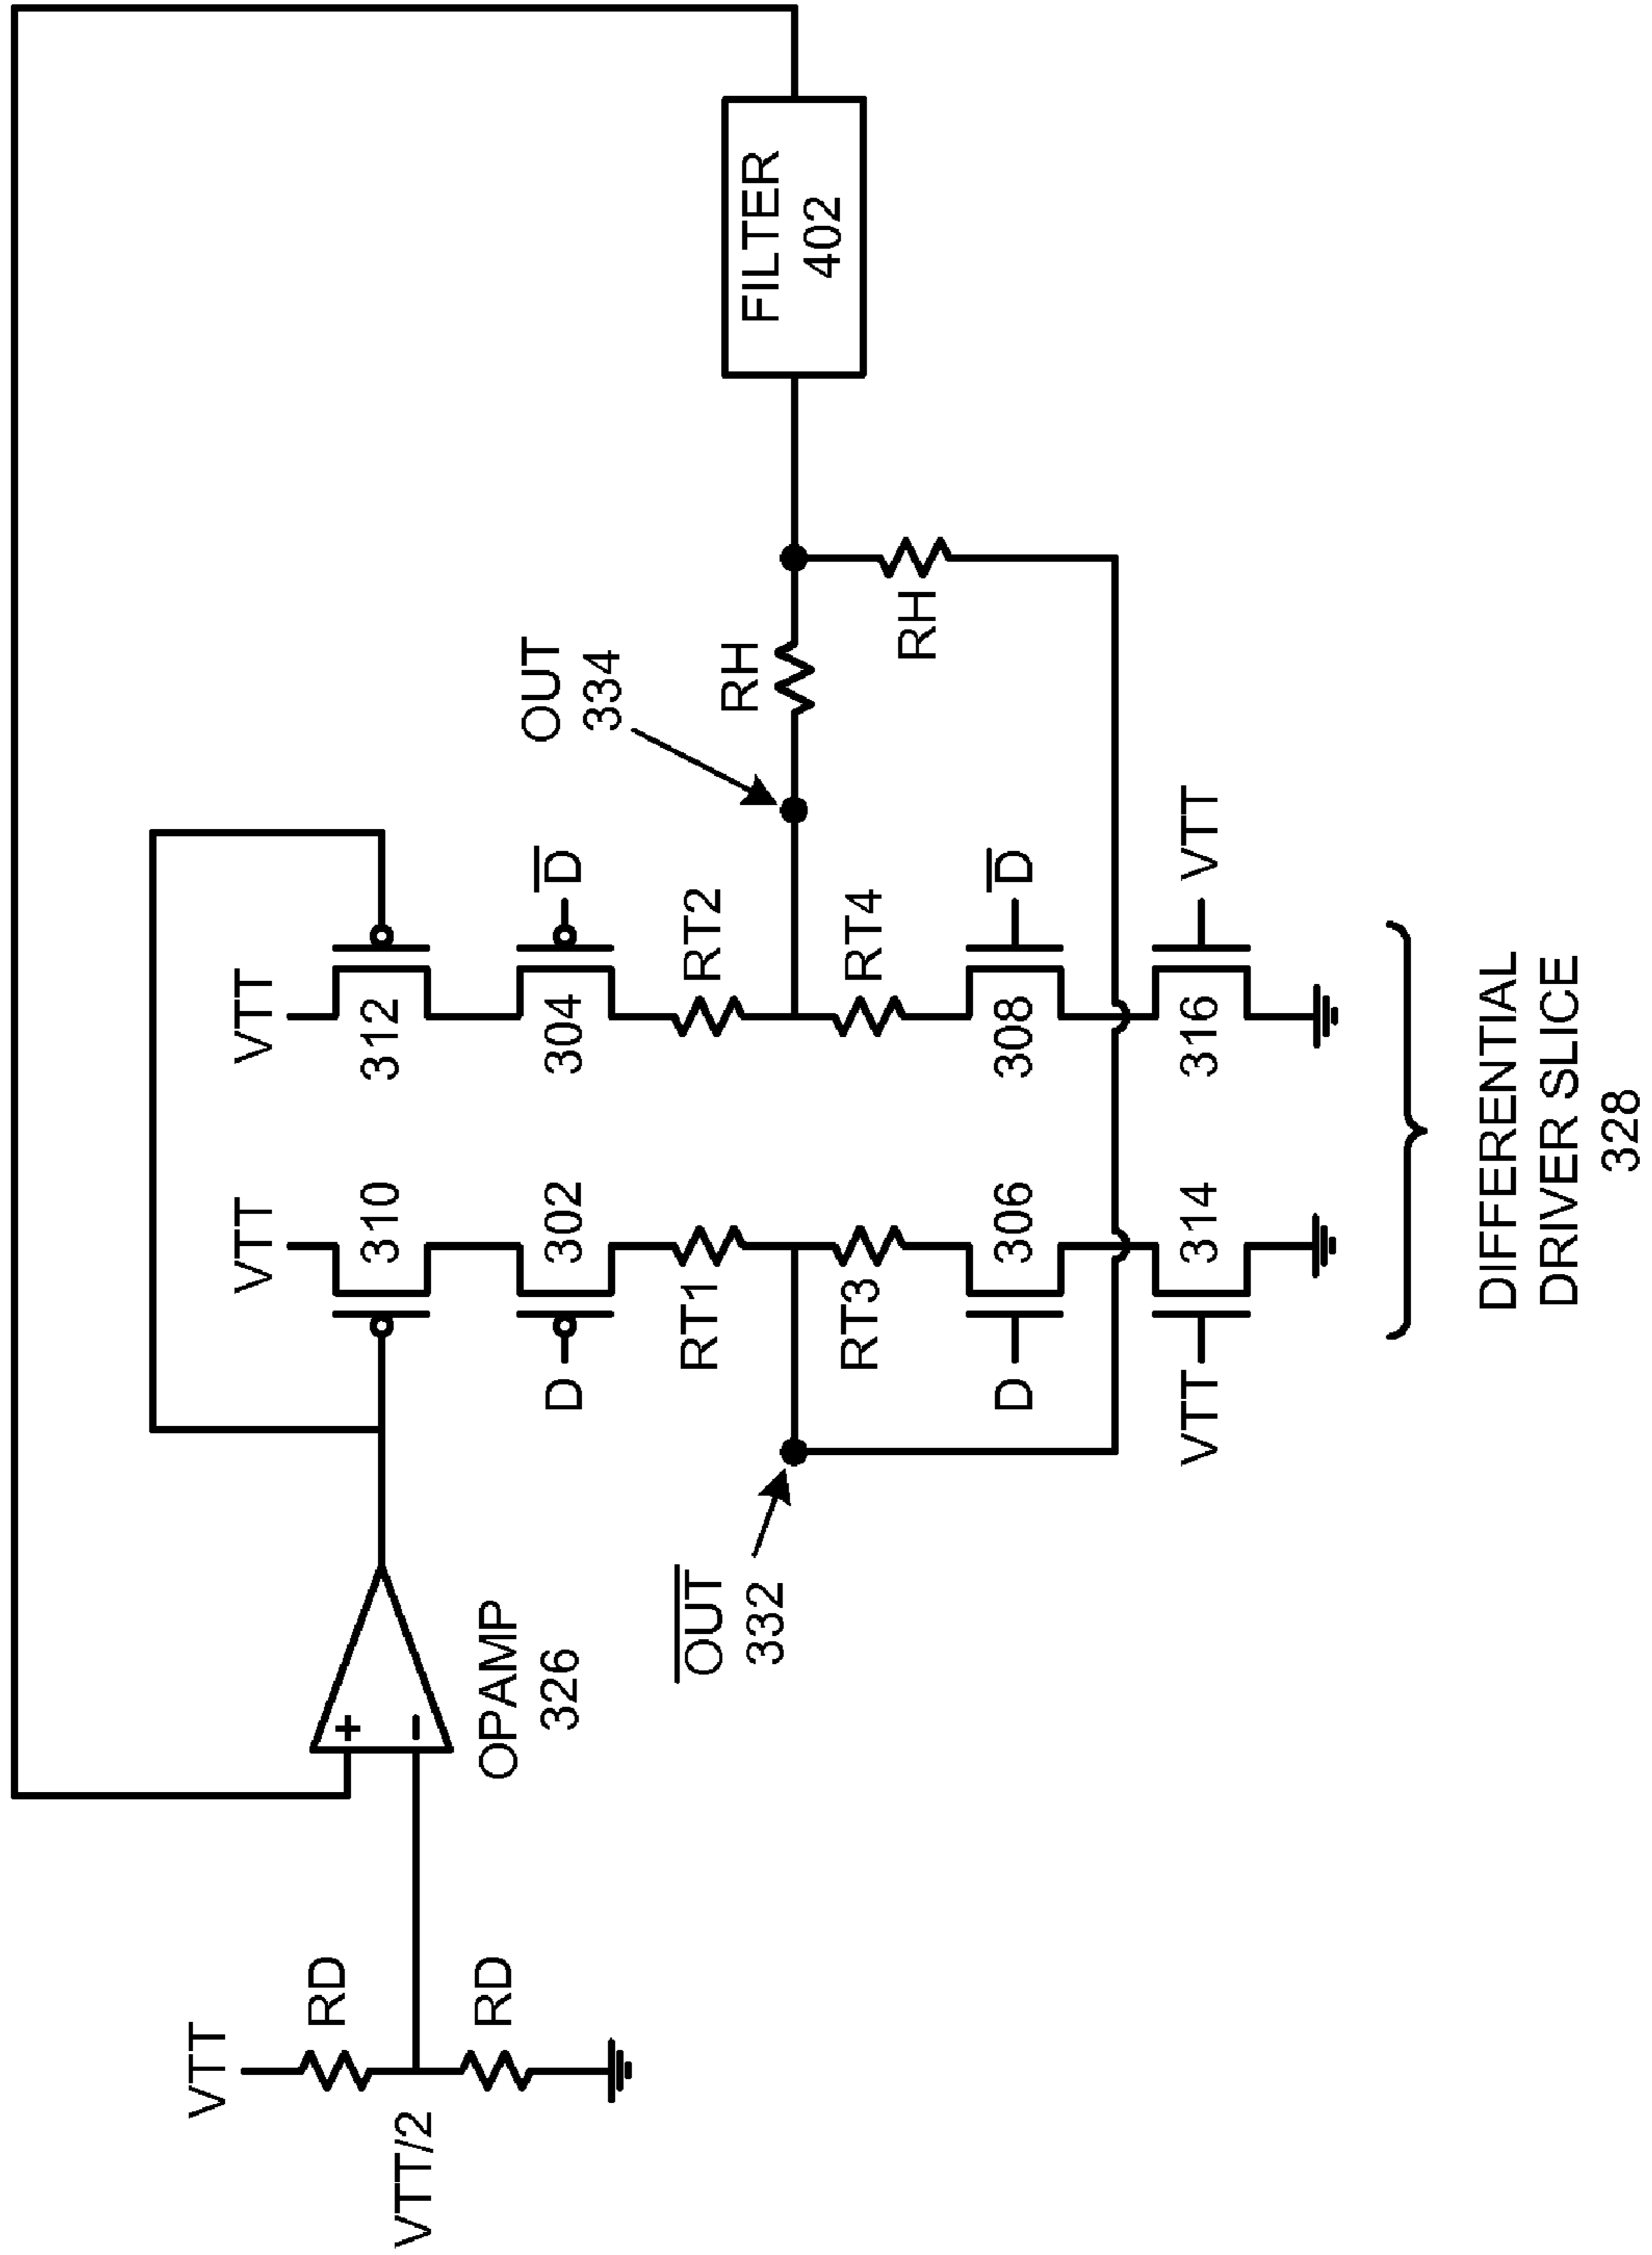 VTT
RD
VTT/2
RD
+
−
OPAMP
326
VTT
310
D
302
RT1
OUT
332
RT3
D
306
VTT
314
VTT
312
D
304
RT2
OUT
334
RT4
D
308
VTT
316
RH
RH
FILTER
402
DIFFERENTIAL
DRIVER SLICE
328